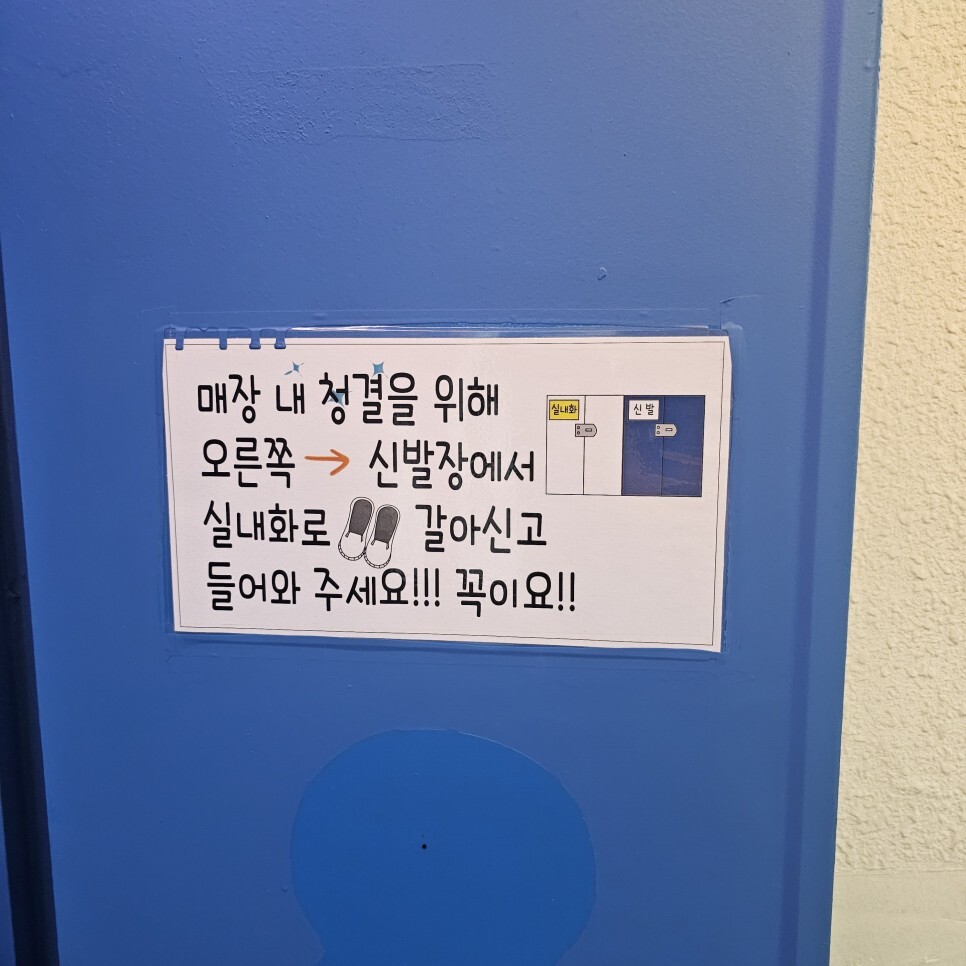 매장 내 청결을 위해
오른쪽 → 신발장에서
실내화로 갈아신고
들어와 주세요!!! 꼭이요!!
실내화
신발